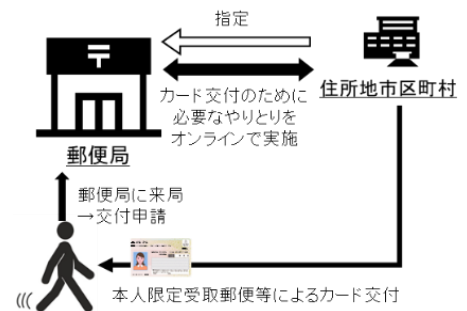 指定
住所地市区町村
カード交付のために
必要なやりとりを
オンラインで実施
郵便局
郵便局に来局
→交付申請
本人限定受取郵便等によるカード交付